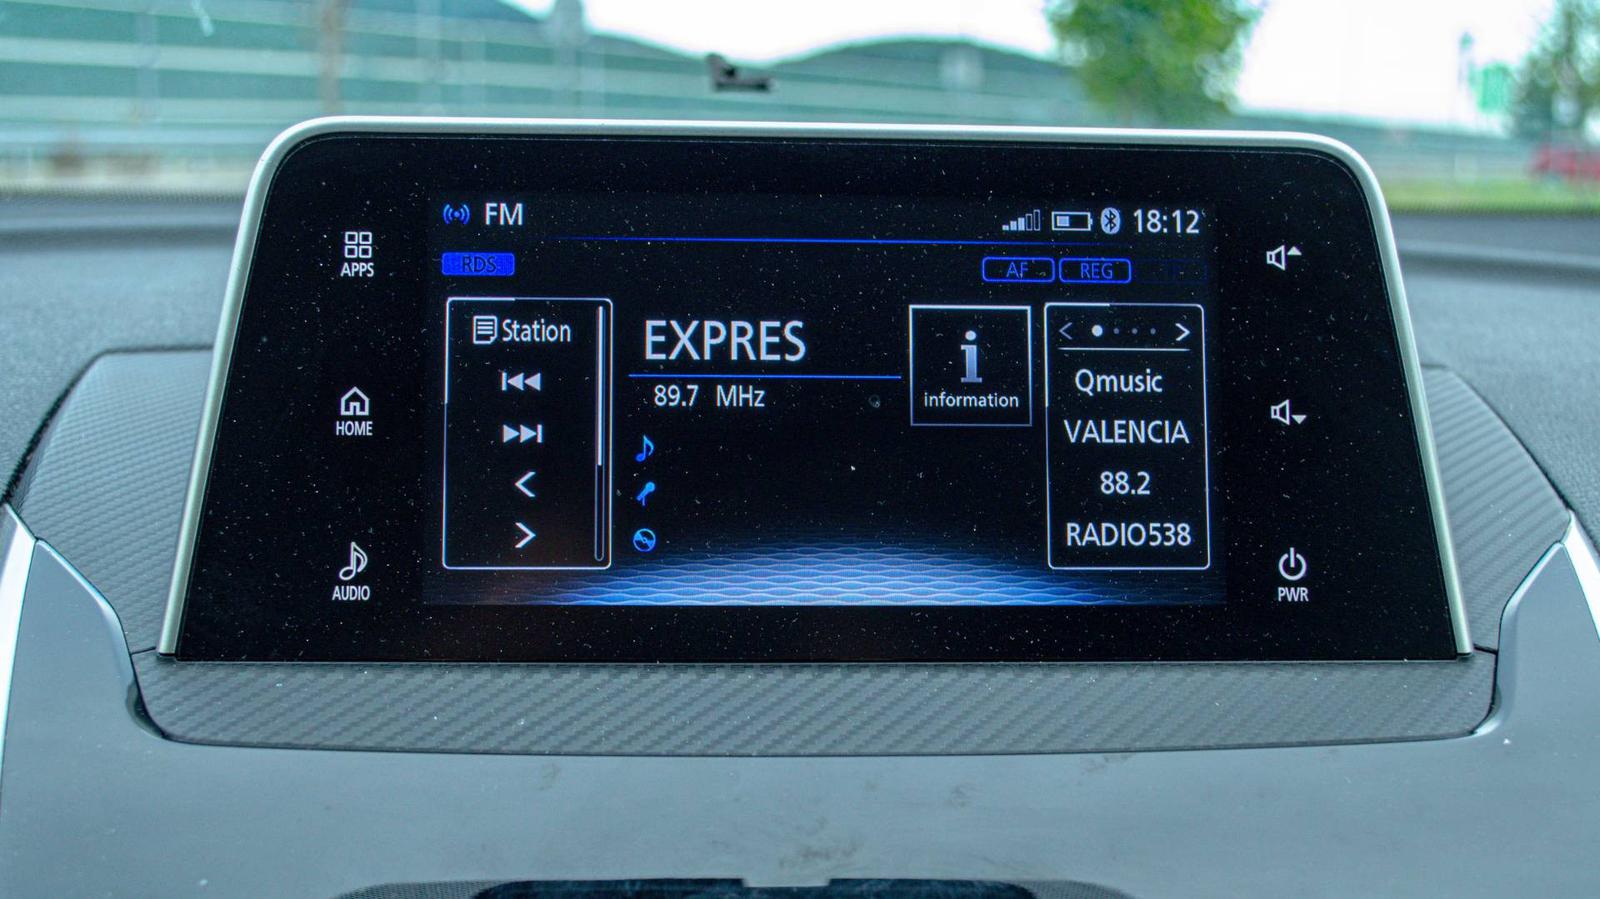 FM
18:12
RDS
AF
REG
APPS
HOME
AUDIO
Station
EXPRES
89.7 MHz
information
Qmusic
VALENCIA
88.2
RADIO538
PWR